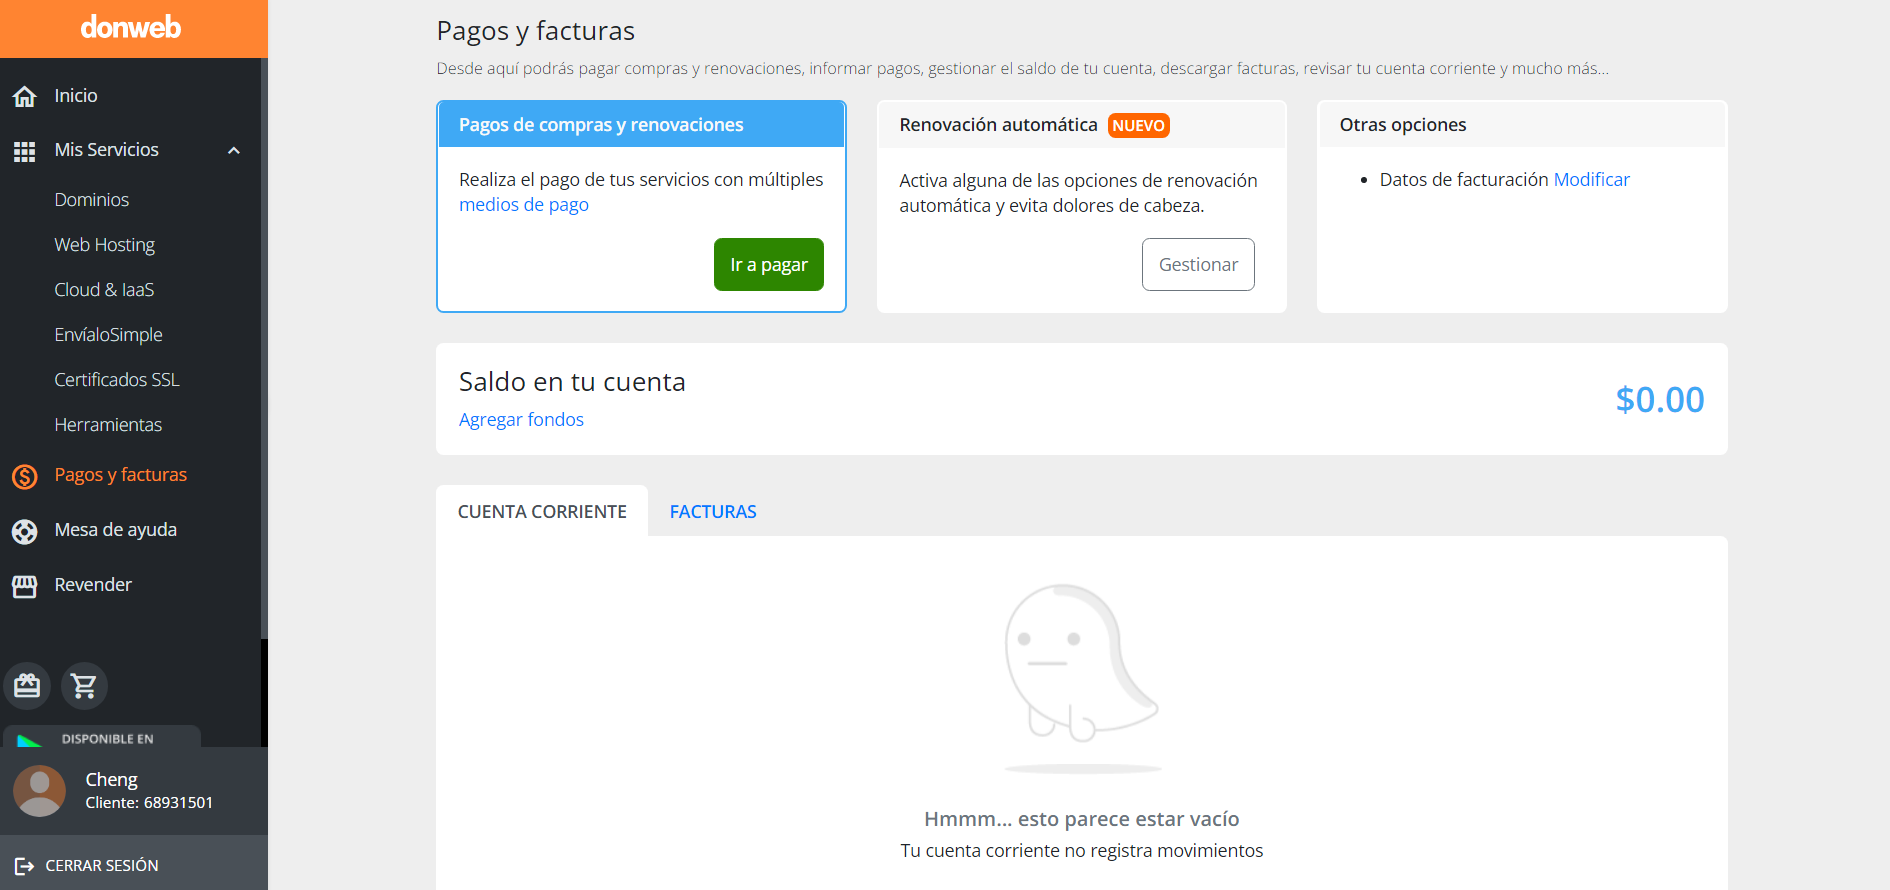 donweb
Inicio
Mis Servicios
Dominios
Web Hosting
Cloud & IaaS
EnvíaloSimple
Certificados SSL
Herramientas
Pagos y facturas
Mesa de ayuda
Revender
DISPONIBLE EN
Cheng
Cliente: 68931501
CERRAR SESIÓN
Pagos y facturas
Desde aquí podrás pagar compras y renovaciones, informar pagos, gestionar el saldo de tu cuenta, descargar facturas, revisar tu cuenta corriente y mucho más...
Pagos de compras y renovaciones
Realiza el pago de tus servicios con múltiples
medios de pago
Ir a pagar
Renovación automática NUEVO
Activa alguna de las opciones de renovación
automática y evita dolores de cabeza.
Gestionar
Otras opciones
• Datos de facturación Modificar
Saldo en tu cuenta
Agregar fondos
$0.00
CUENTA CORRIENTE FACTURAS
Hmmm... esto parece estar vacío
Tu cuenta corriente no registra movimientos